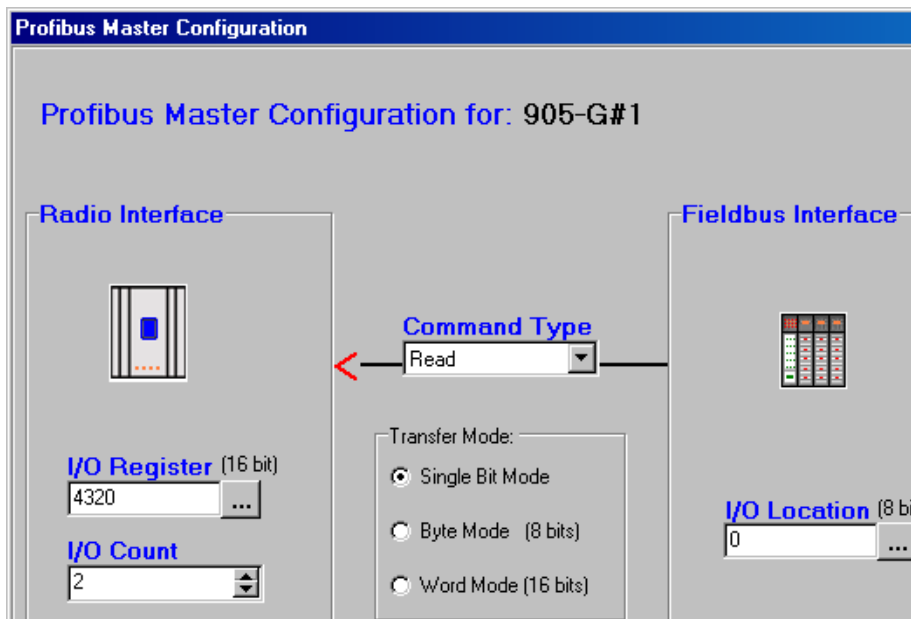 Profibus Master Configuration
Profibus Master Configuration for: 905-G#1
Radio Interface
Fieldbus Interface
Command Type
Read
Transfer Mode:
I/O Register (16 bit)
4320 ...
Single Bit Mode
I/O Location (8 bi
0 ...
Byte Mode (8 bits)
I/O Count
2
Word Mode (16 bits)